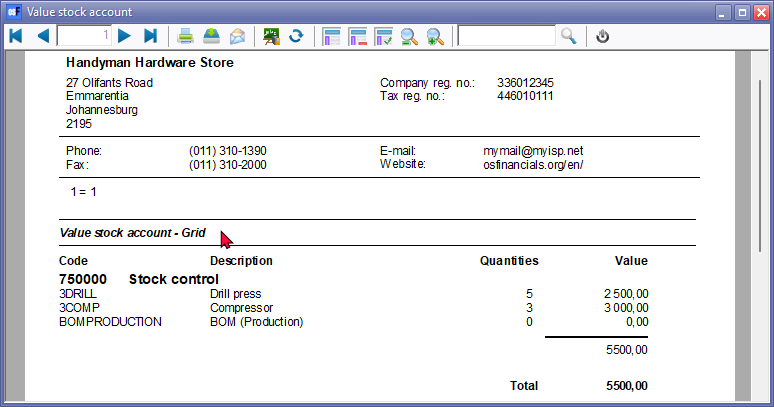 Value stock account
1
Handyman Hardware Store
27 Olifants Road Company reg. no.: 336012345
Emmarentia Tax reg. no.: 446010111
Johannesburg
2195
Phone: (011) 310-1390 E-mail: mymail@myisp.net
Fax: (011) 310-2000 Website: osfinancials.org/en/
1 = 1
Value stock account - Grid
Code Description Quantities Value
750000 Stock control
3DRILL Drill press 5 2 500,00
3COMP Compressor 3 3 000,00
BOMPRODUCTION BOM (Production) 0 0,00
5500,00
Total 5500,00